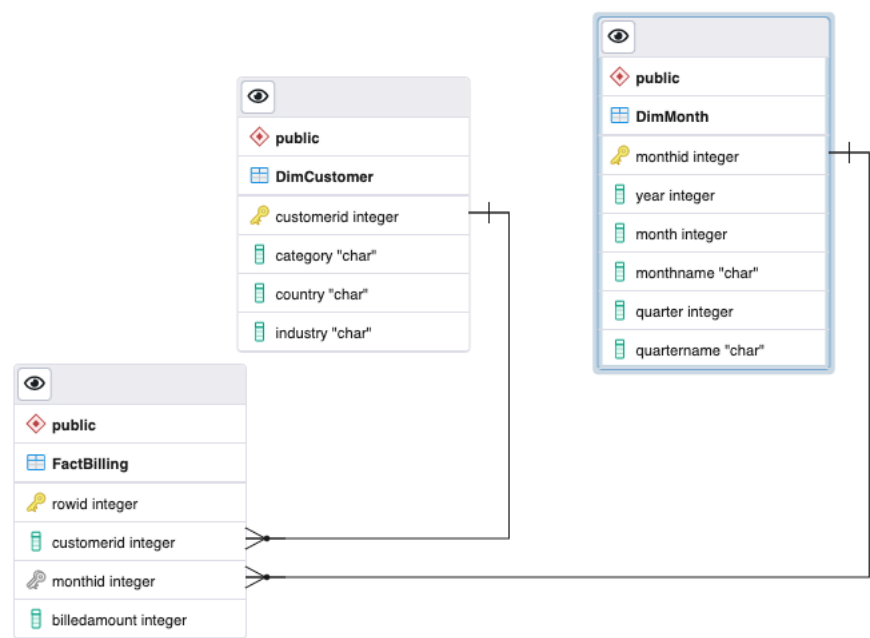 public
DimMonth
monthid integer
year integer
month integer
monthname "char"
quarter integer
quartername "char"
public
DimCustomer
customerid integer
category "char"
country "char"
industry "char"
public
FactBilling
rowid integer
customerid integer
monthid integer
billedamount integer